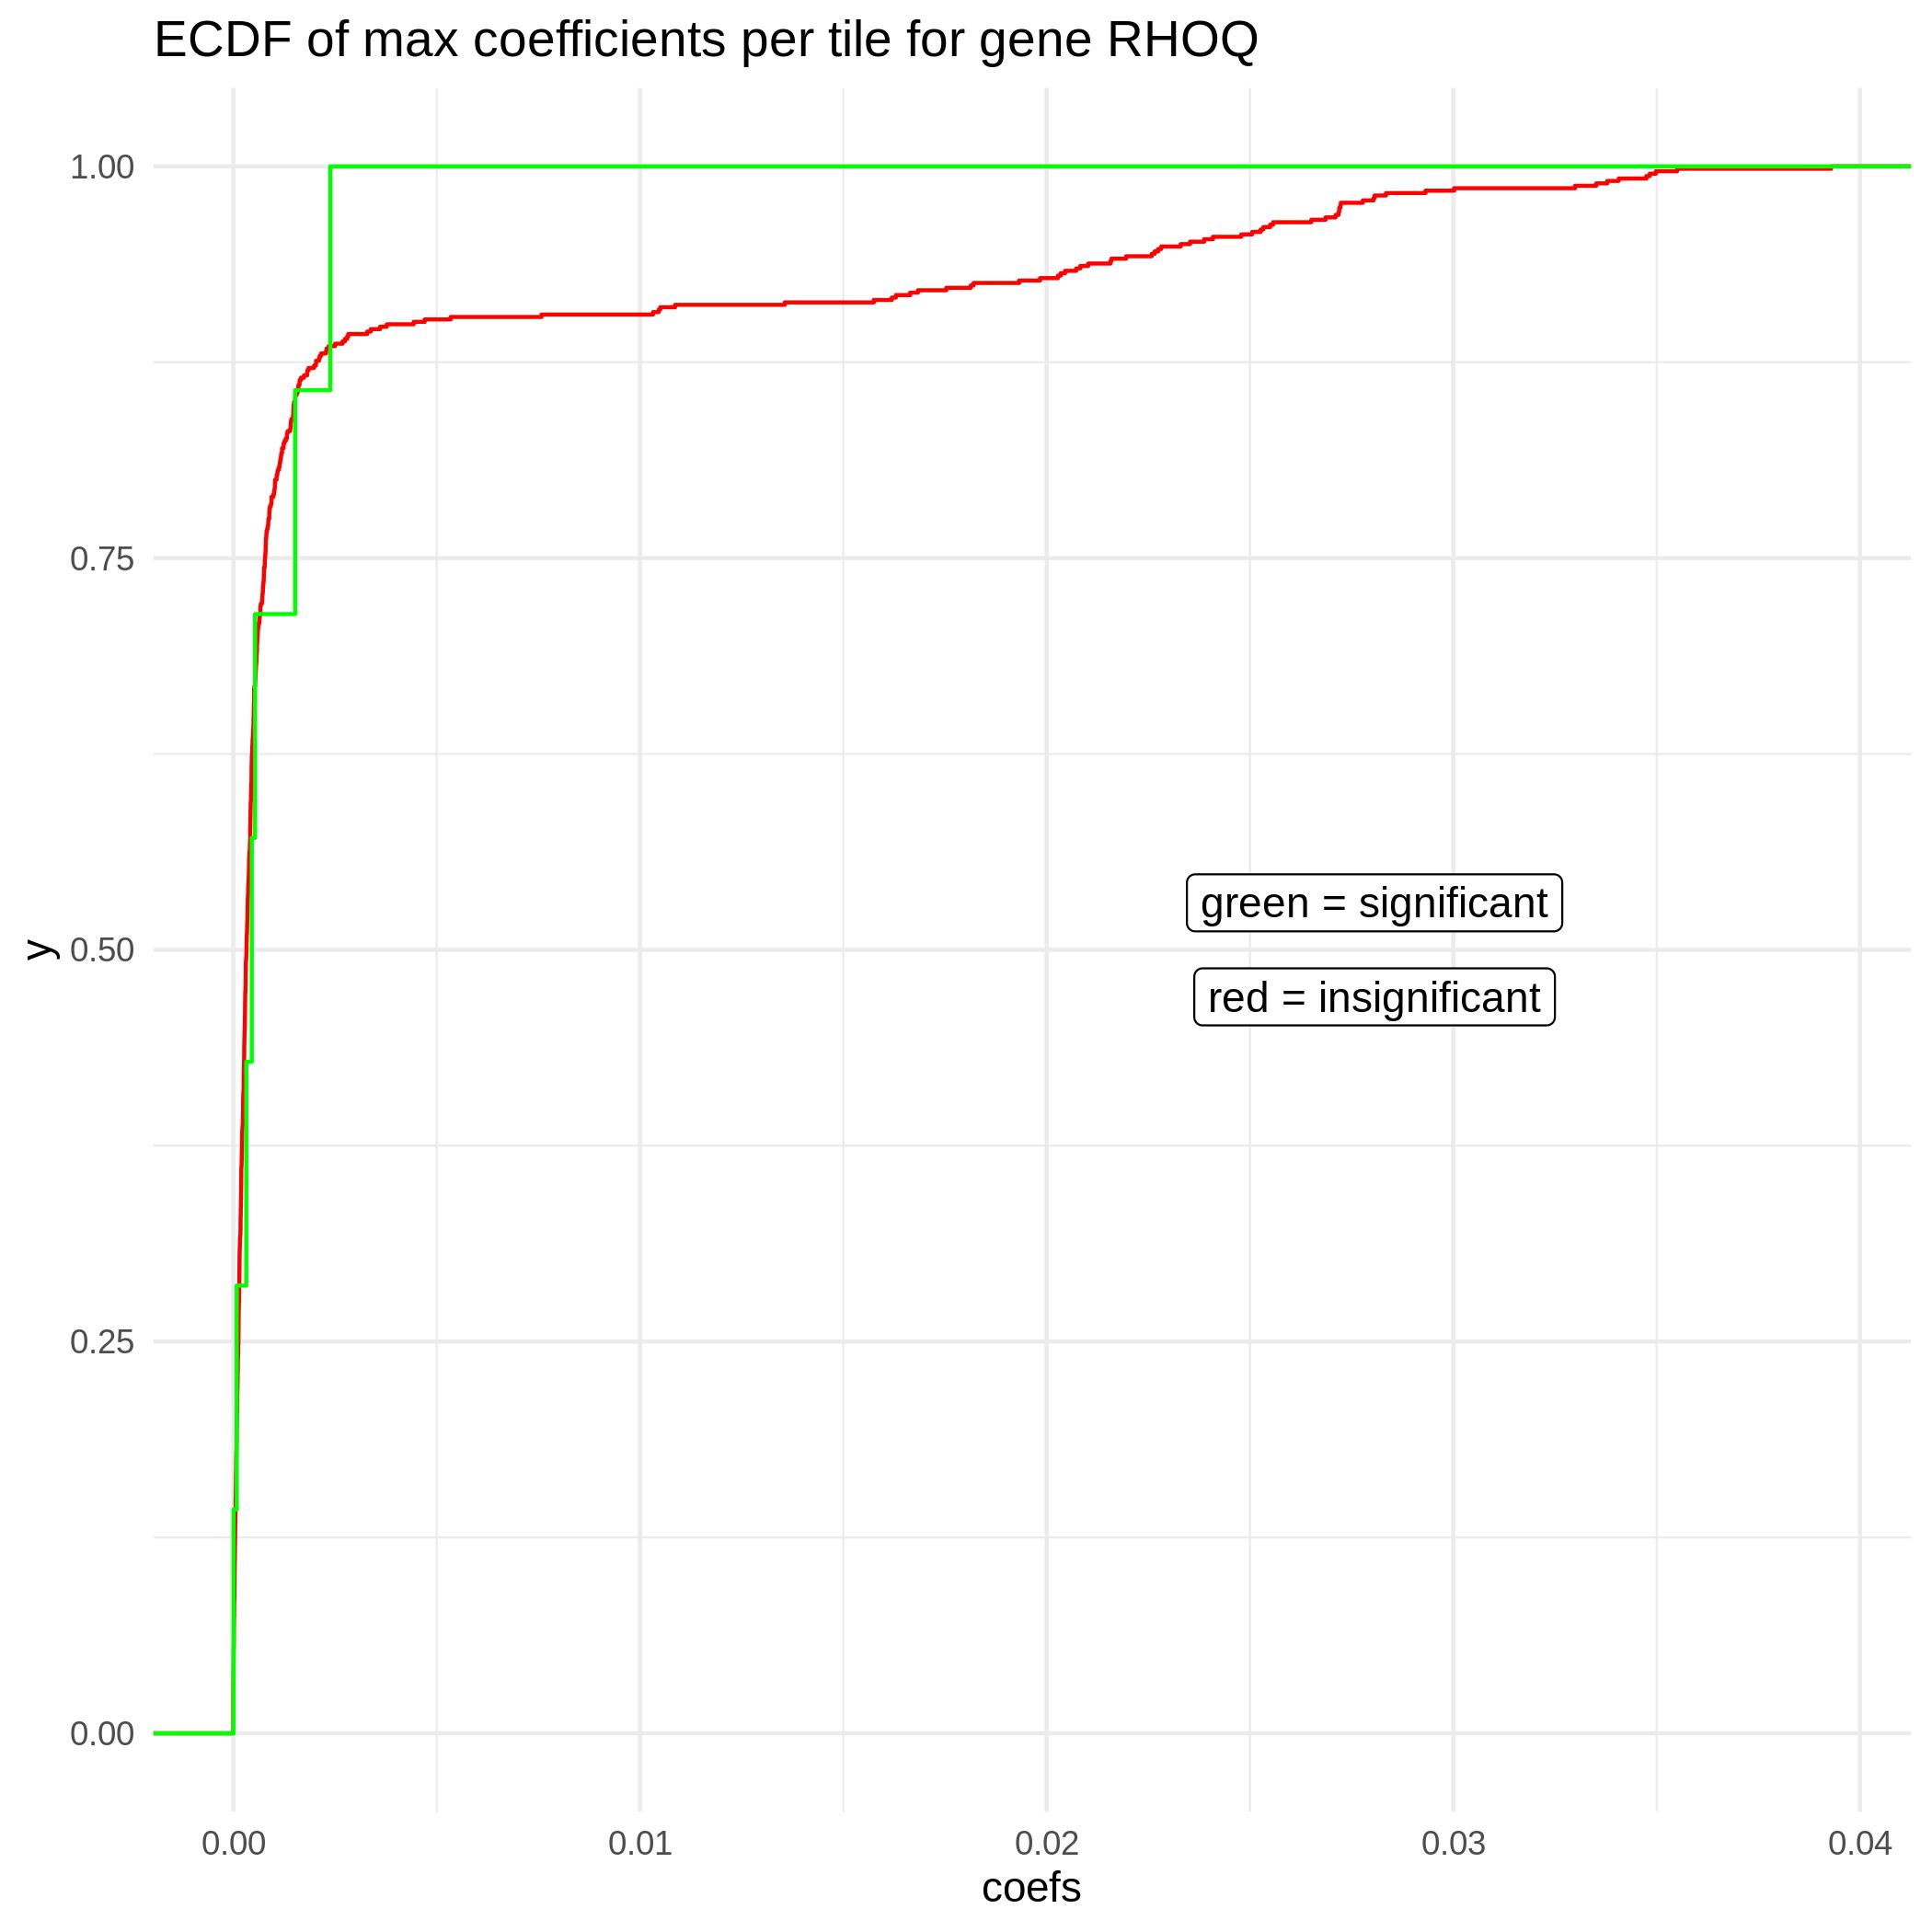 ECDF of max coefficients per tile for gene RHOQ
1.00
0.75
0.50
0.25
0.00
y
green = significant
red = insignificant
0.00 0.01 0.02 0.03 0.04
coefs